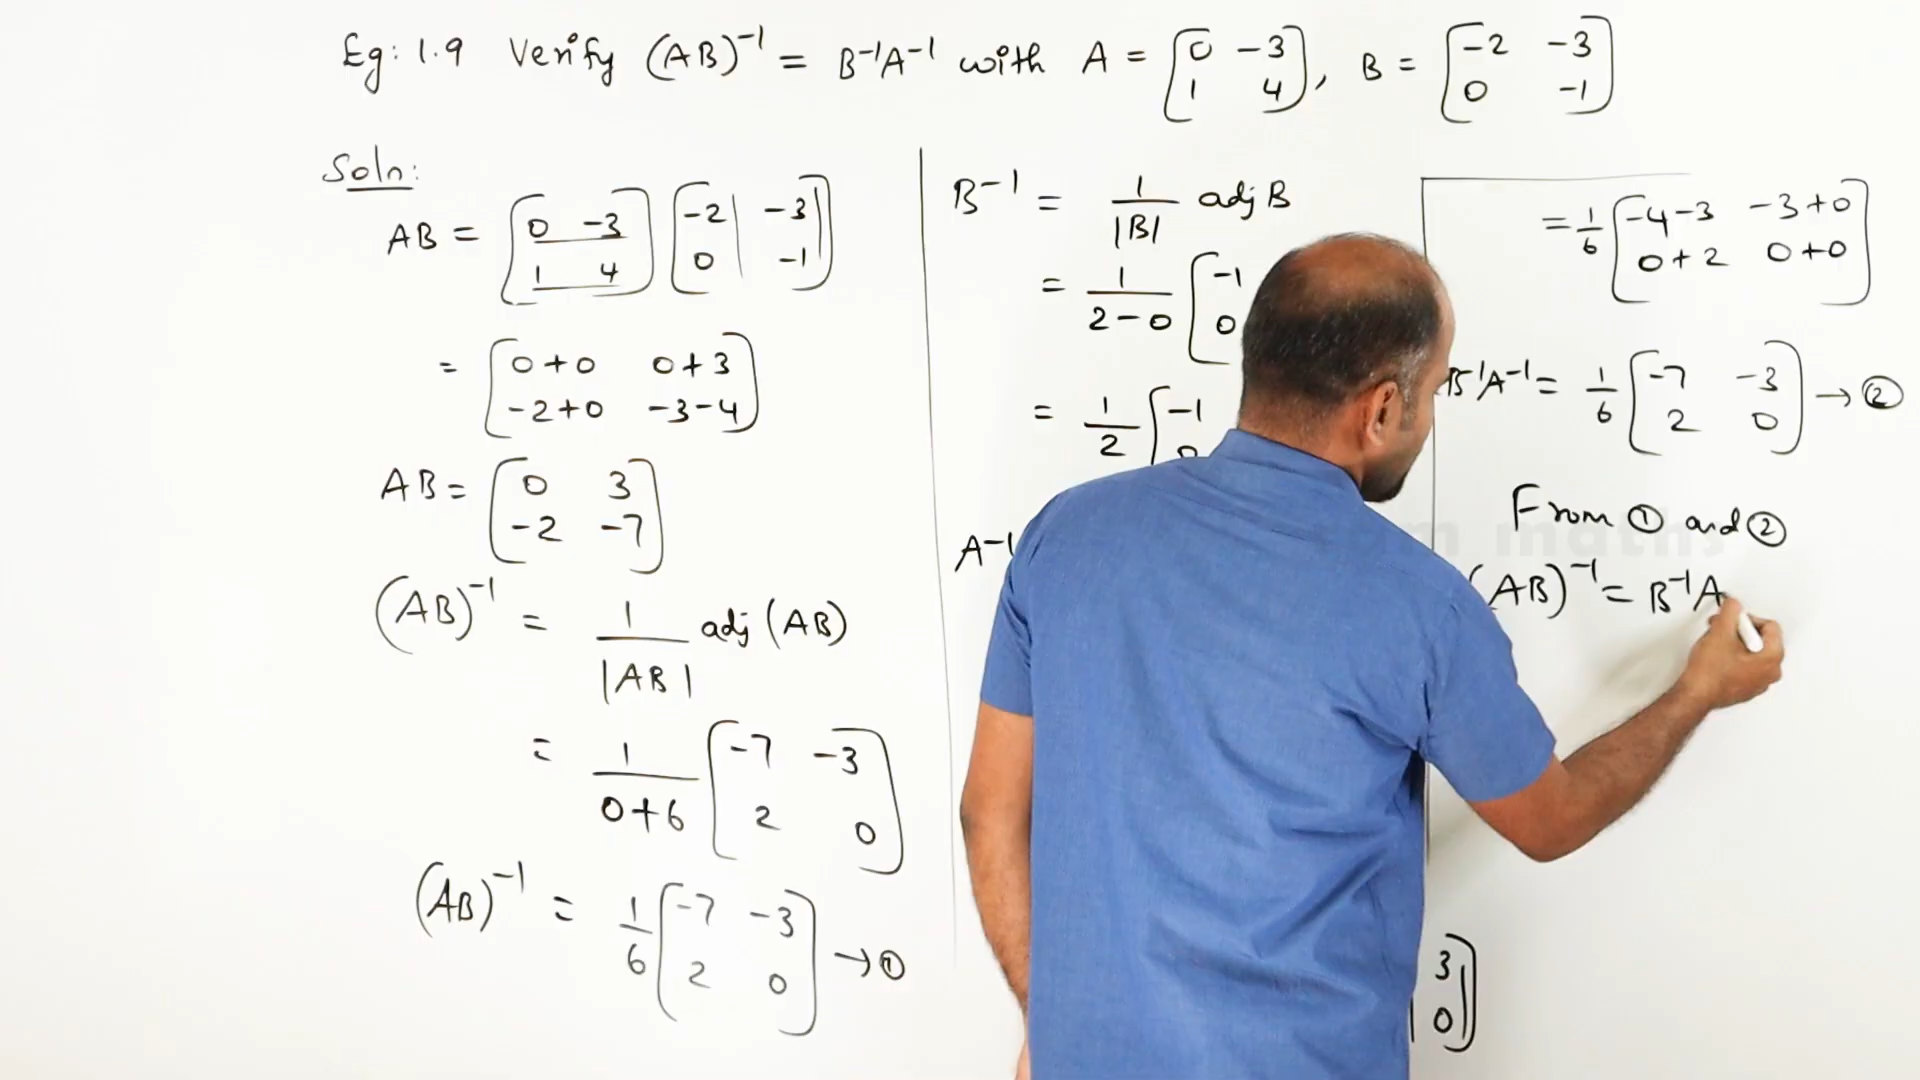 Eg: 1.9 Verify (AB)⁻¹ = B⁻¹A⁻¹ with A = [0 -3; 1 4], B = [-2 -3; 0 -1]
Soln:
AB = [0 -3; 1 4] [-2 -3; 0 -1]
= [0+0 0+3; -2+0 -3-4]
AB = [0 3; -2 -7]
(AB)⁻¹ = 1/|AB| adj (AB)
= 1/(0+6) [-7 -3; 2 0]
(AB)⁻¹ = 1/6 [-7 -3; 2 0] → ①
B⁻¹ = 1/|B| adj B
= 1/(2-0) [-1 0
= 1/2 [-1 0
A⁻¹
3
0
= 1/6 [-4-3 -3+0; 0+2 0+0]
B⁻¹A⁻¹ = 1/6 [-7 -3; 2 0] → ②
From ① and ②
(AB)⁻¹ = B⁻¹A